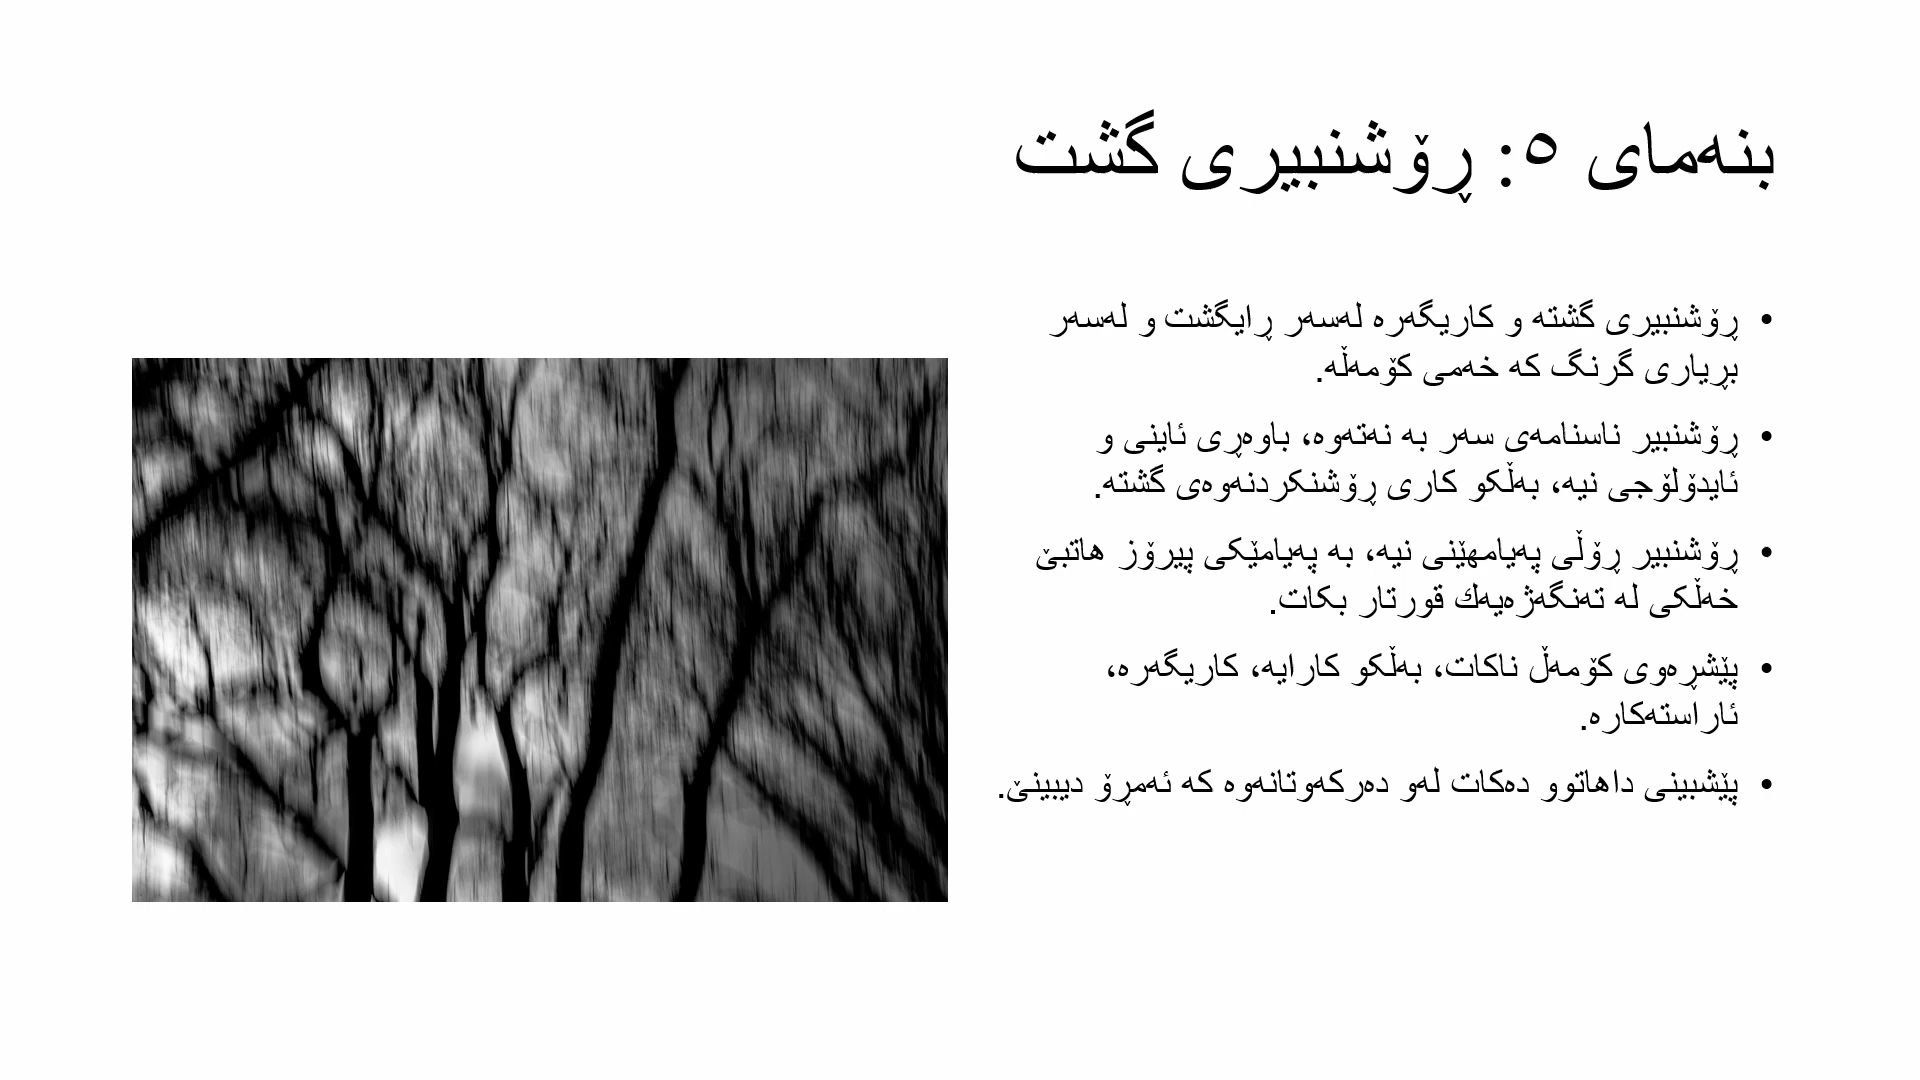 بنەمای ٥: ڕۆشنبیری گشت
• ڕۆشنبیری گشتە و کاریگەرە لەسەر ڕایگشت و لەسەر
بڕیاری گرنگ کە خەمی کۆمەڵە.
• ڕۆشنبیر ناسنامەی سەر بە نەتەوە، باوەڕی ئاینی و
ئایدۆلۆجی نیە، بەڵکو کاری ڕۆشنکردنەوەی گشتە.
• ڕۆشنبیر ڕۆڵی پەیامهێنی نیە، بە پەیامێکی پیرۆز هاتبێ
خەڵکی لە تەنگەژەیەك قورتار بکات.
• پێشڕەوی کۆمەڵ ناکات، بەڵکو کارایە، کاریگەرە،
ئاراستەکارە.
• پێشبینی داهاتوو دەکات لەو دەرکەوتانەوە کە ئەمڕۆ دیبینێ.